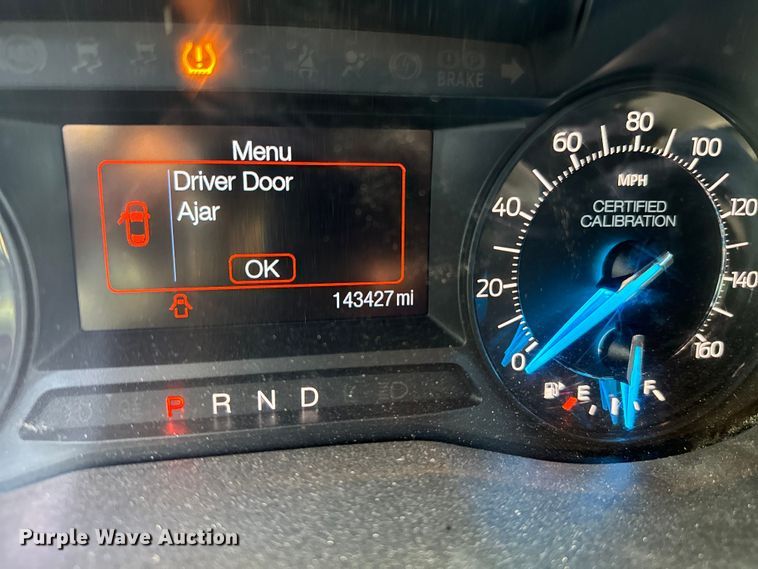 BRAKE
Menu
Driver Door
Ajar
OK
143427 mi
P R N D
0
20
40
60
80
100
120
140
160
MPH
CERTIFIED
CALIBRATION
E F
Purple Wave Auction